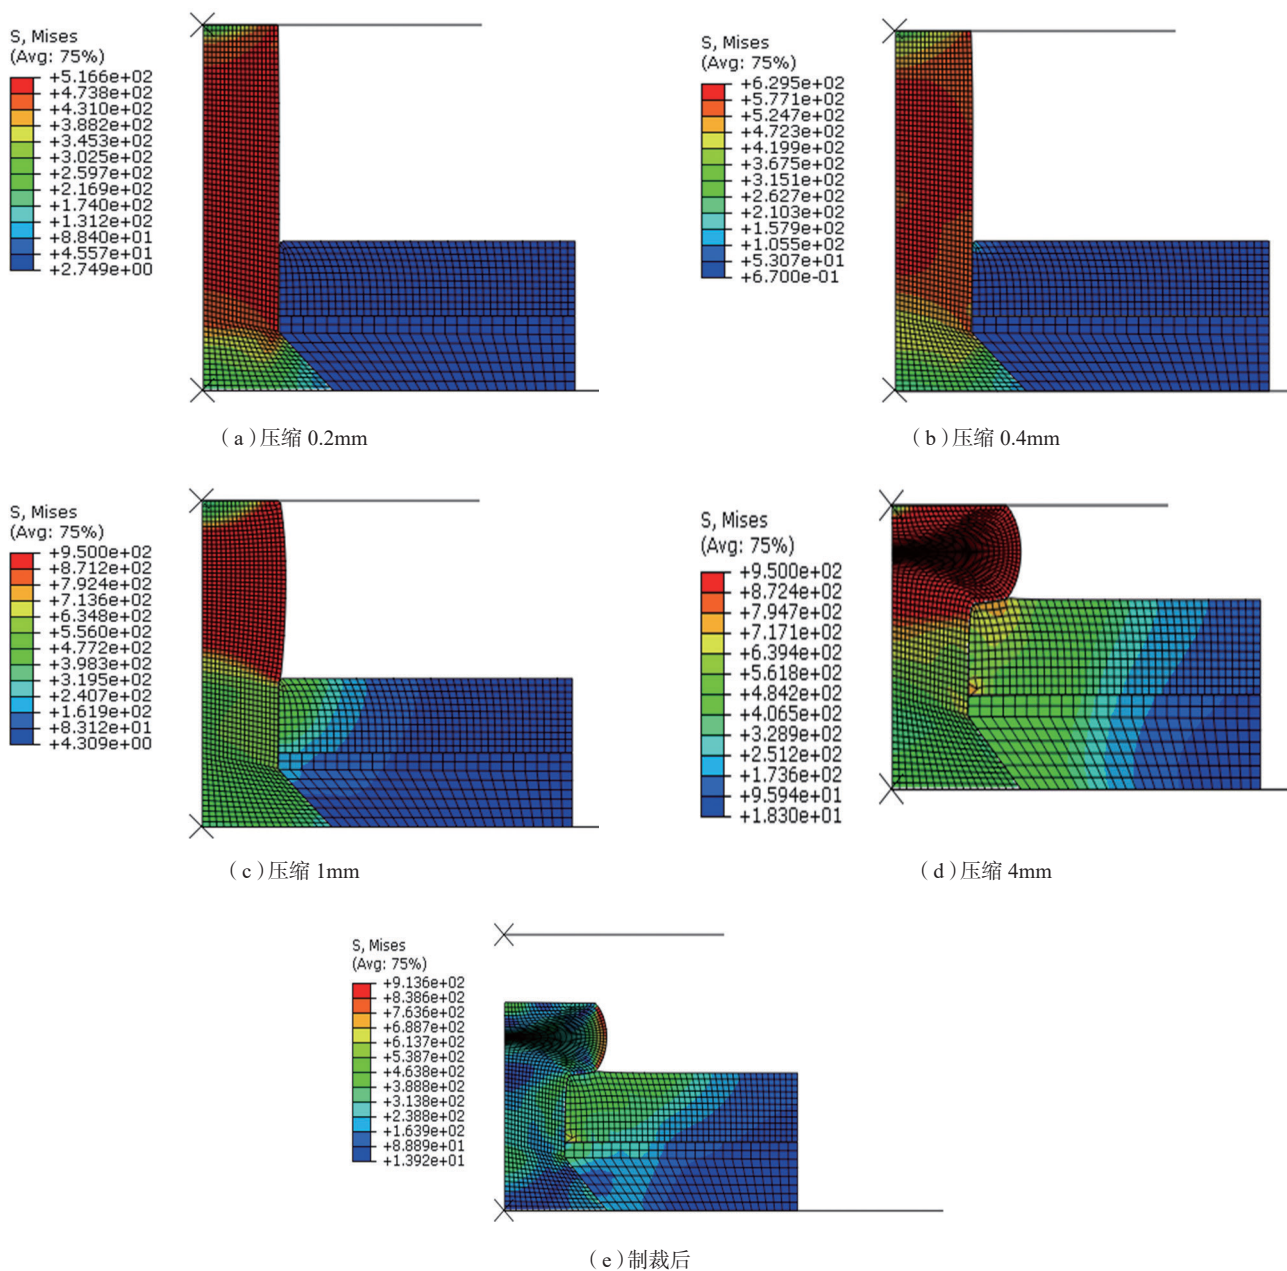 S, Mises
(Avg: 75%)
+5.166e+02
+4.738e+02
+4.310e+02
+3.882e+02
+3.453e+02
+3.025e+02
+2.597e+02
+2.169e+02
+1.740e+02
+1.312e+02
+8.840e+01
+4.557e+01
+2.749e+00
(a)压缩 0.2mm
S, Mises
(Avg: 75%)
+6.295e+02
+5.771e+02
+5.247e+02
+4.723e+02
+4.199e+02
+3.675e+02
+3.151e+02
+2.627e+02
+2.103e+02
+1.579e+02
+1.055e+02
+5.307e+01
+6.700e-01
(b)压缩 0.4mm
S, Mises
(Avg: 75%)
+9.500e+02
+8.712e+02
+7.924e+02
+7.136e+02
+6.348e+02
+5.560e+02
+4.772e+02
+3.983e+02
+3.195e+02
+2.407e+02
+1.619e+02
+8.312e+01
+4.309e+00
(c)压缩 1mm
S, Mises
(Avg: 75%)
+9.500e+02
+8.724e+02
+7.947e+02
+7.171e+02
+6.394e+02
+5.618e+02
+4.842e+02
+4.065e+02
+3.289e+02
+2.512e+02
+1.736e+02
+9.594e+01
+1.830e+01
(d)压缩 4mm
S, Mises
(Avg: 75%)
+9.136e+02
+8.386e+02
+7.636e+02
+6.887e+02
+6.137e+02
+5.387e+02
+4.638e+02
+3.888e+02
+3.138e+02
+2.388e+02
+1.639e+02
+8.889e+01
+1.392e+01
(e)制裁后